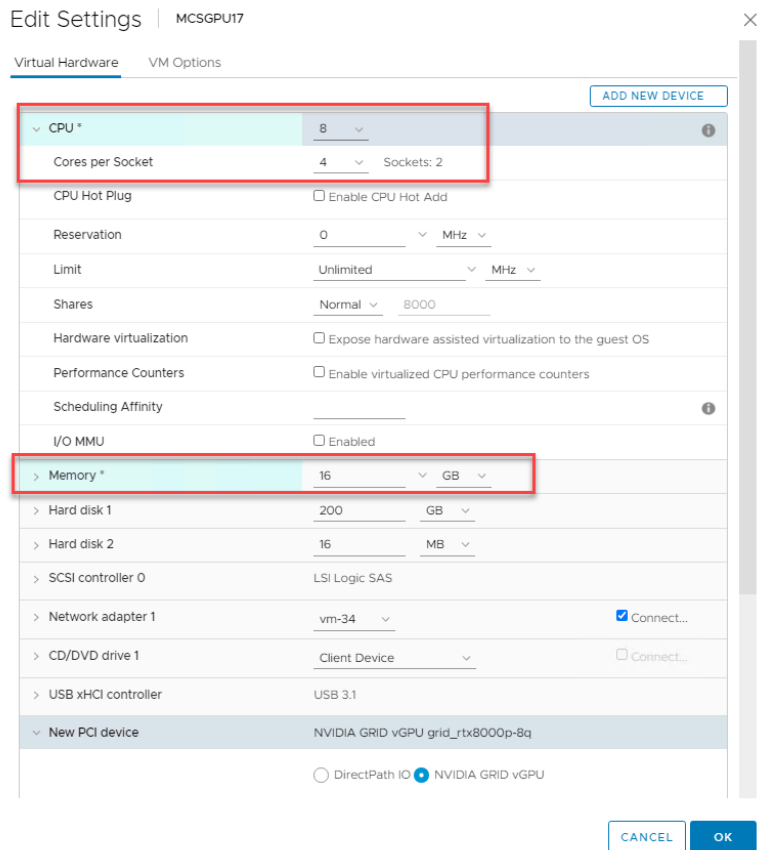 Edit Settings | MCSGPU17
Virtual Hardware VM Options
ADD NEW DEVICE
CPU * 8
Cores per Socket 4 Sockets: 2
CPU Hot Plug Enable CPU Hot Add
Reservation 0 MHz
Limit Unlimited MHz
Shares Normal 8000
Hardware virtualization Expose hardware assisted virtualization to the guest OS
Performance Counters Enable virtualized CPU performance counters
Scheduling Affinity
I/O MMU Enabled
Memory * 16 GB
Hard disk 1 200 GB
Hard disk 2 16 MB
SCSI controller 0 LSI Logic SAS
Network adapter 1 vm-34 Connect...
CD/DVD drive 1 Client Device Connect...
USB xHCI controller USB 3.1
New PCI device NVIDIA GRID vGPU grid_rtx8000p-8q
DirectPath IO NVIDIA GRID vGPU
CANCEL OK